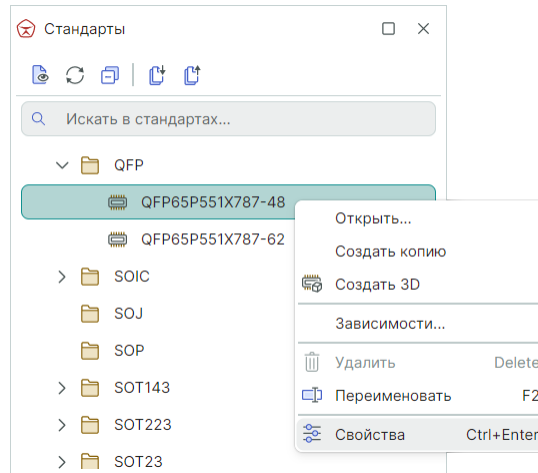 Стандарты
Искать в стандартах...
QFP
QFP65P551X787-48
QFP65P551X787-62
SOIC
SOJ
SOP
SOT143
SOT223
SOT23
Открыть...
Создать копию
Создать 3D
Зависимости...
Удалить Delete
Переименовать F2
Свойства Ctrl+Enter